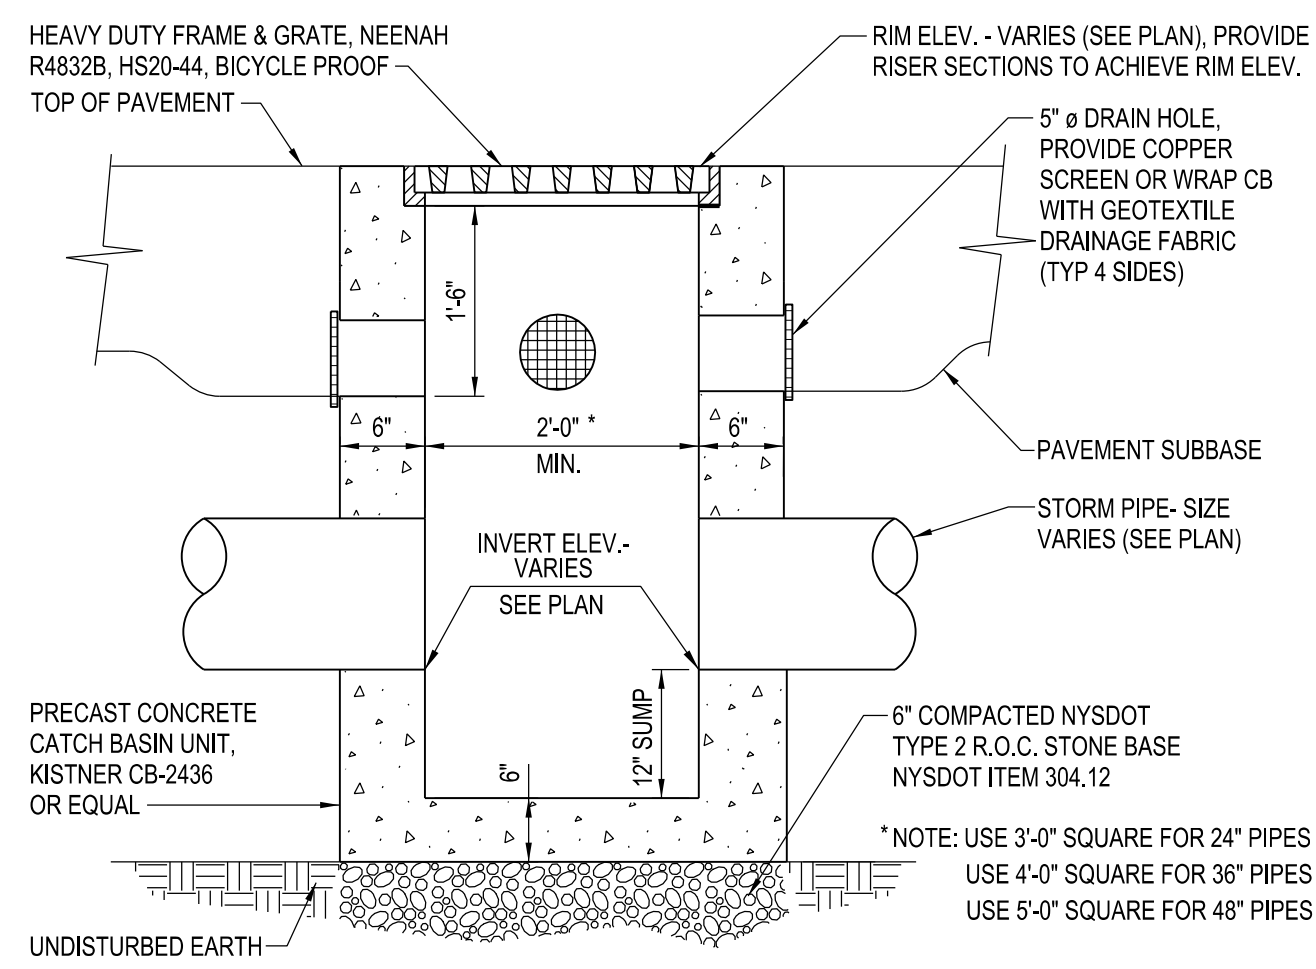 HEAVY DUTY FRAME & GRATE, NEENAH
R4832B, HS20-44, BICYCLE PROOF
TOP OF PAVEMENT
RIM ELEV. - VARIES (SEE PLAN), PROVIDE
RISER SECTIONS TO ACHIEVE RIM ELEV.
5" ø DRAIN HOLE,
PROVIDE COPPER
SCREEN OR WRAP CB
WITH GEOTEXTILE
DRAINAGE FABRIC
(TYP 4 SIDES)
1'-6"
6"
2'-0" *
MIN.
6"
PAVEMENT SUBBASE
STORM PIPE- SIZE
VARIES (SEE PLAN)
INVERT ELEV.-
VARIES
SEE PLAN
PRECAST CONCRETE
CATCH BASIN UNIT,
KISTNER CB-2436
OR EQUAL
6"
12" SUMP
6" COMPACTED NYSDOT
TYPE 2 R.O.C. STONE BASE
NYSDOT ITEM 304.12
* NOTE: USE 3'-0" SQUARE FOR 24" PIPES
USE 4'-0" SQUARE FOR 36" PIPES
USE 5'-0" SQUARE FOR 48" PIPES
UNDISTURBED EARTH